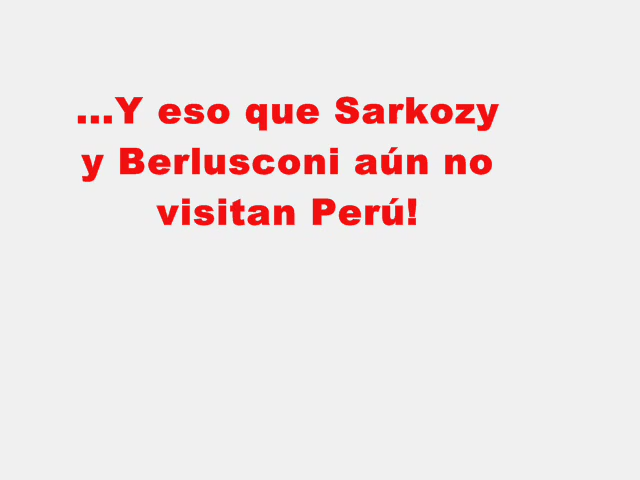 ...Y eso que Sarkozy
y Berlusconi aún no
visitan Perú!